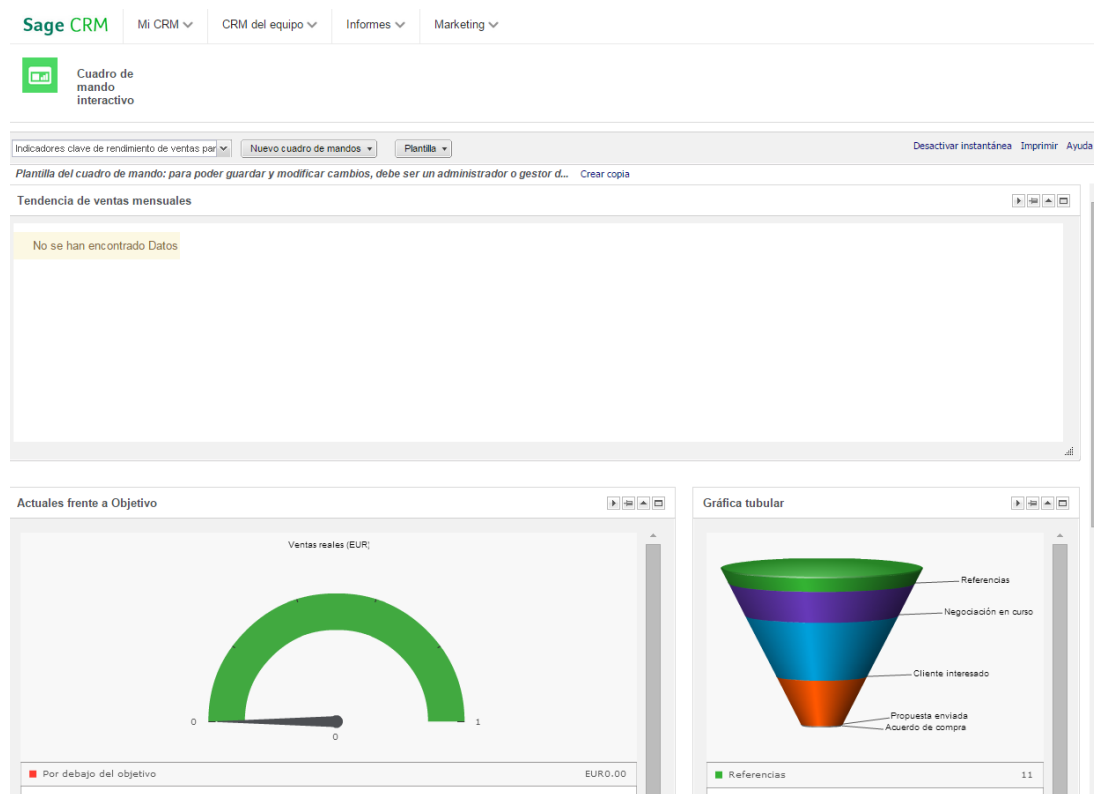 Sage CRM Mi CRM CRM del equipo Informes Marketing
Cuadro de
mando
interactivo
Indicadores clave de rendimiento de ventas par Nuevo cuadro de mandos Plantilla Desactivar instantánea Imprimir Ayuda
Plantilla del cuadro de mando: para poder guardar y modificar cambios, debe ser un administrador o gestor d... Crear copia
Tendencia de ventas mensuales
No se han encontrado Datos
Actuales frente a Objetivo
Ventas reales (EUR)
0
1
0
Por debajo del objetivo EUR0.00
Gráfica tubular
Referencias
Negociación en curso
Cliente interesado
Propuesta enviada
Acuerdo de compra
Referencias 11